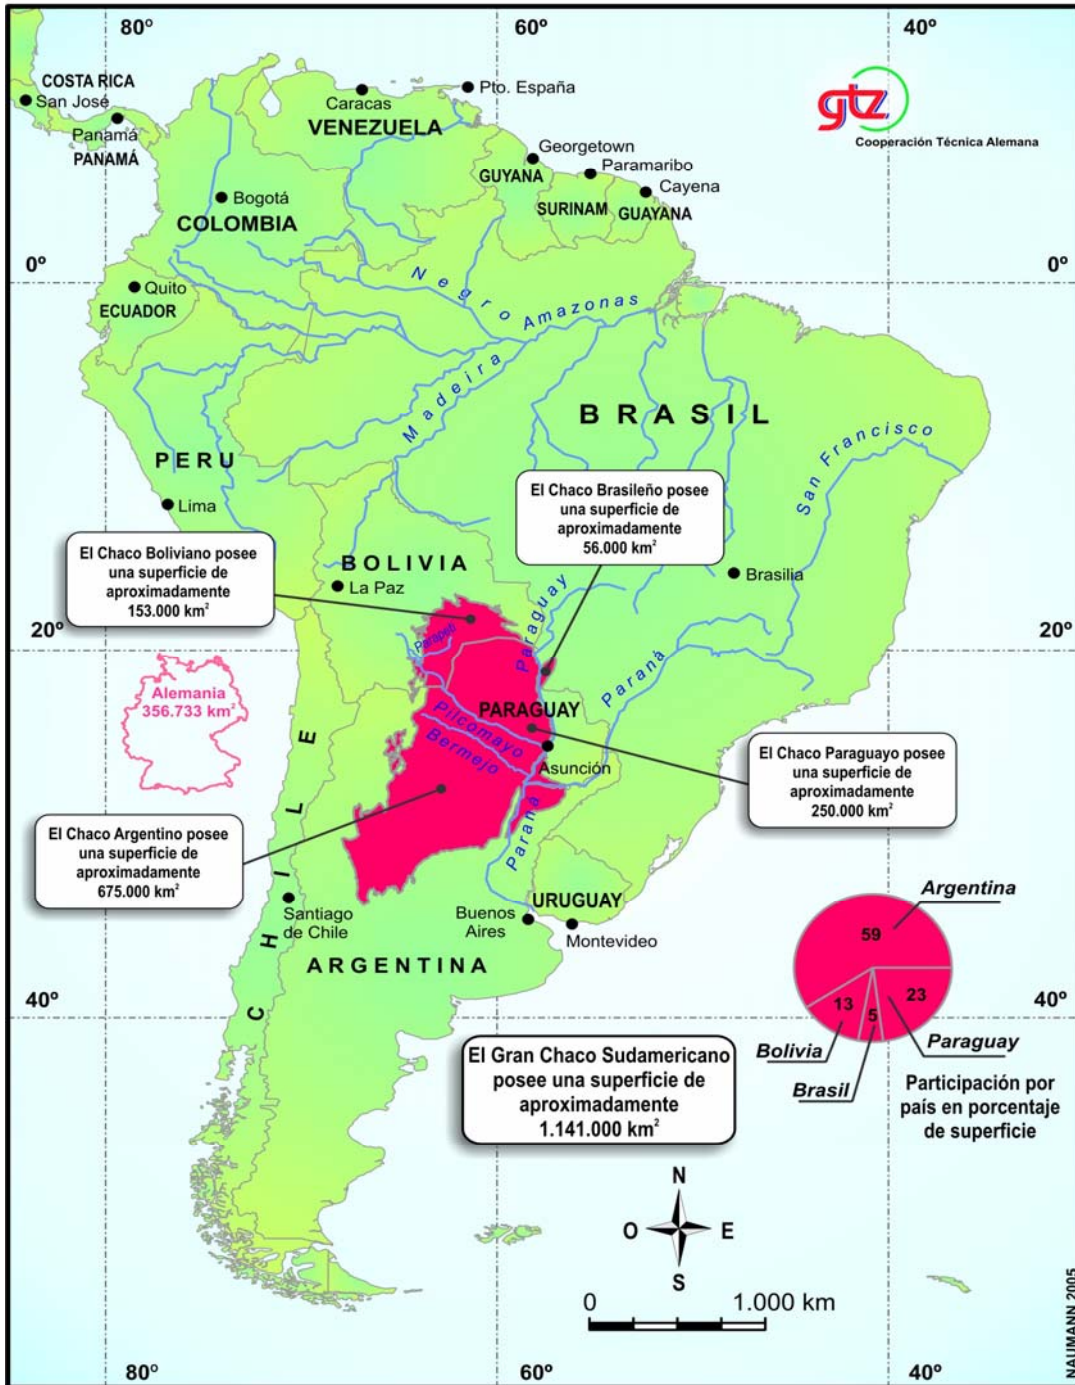 80º
60º
40º
COSTA RICA
San José
Panamá
PANAMÁ
Caracas
VENEZUELA
Pto. España
gtz
Cooperación Técnica Alemana
Georgetown
Paramaribo
Cayena
GUYANA
SURINAM
GUAYANA
Bogotá
COLOMBIA
0º
0º
Quito
ECUADOR
Negro
Amazonas
Madeira
BRASIL
San Francisco
PERU
Lima
El Chaco Brasileño posee
una superficie de
aproximadamente
56.000 km²
El Chaco Boliviano posee
una superficie de
aproximadamente
153.000 km²
BOLIVIA
La Paz
Brasilia
Paraguay
Parapetí
20º
20º
Paraná
Alemania
356.733 km²
PARAGUAY
Pilcomayo
Bermejo
Asunción
El Chaco Paraguayo posee
una superficie de
aproximadamente
250.000 km²
CHILE
El Chaco Argentino posee
una superficie de
aproximadamente
675.000 km²
Paraná
Santiago
de Chile
Buenos
Aires
URUGUAY
Montevideo
ARGENTINA
Argentina
59
13
5
23
Bolivia
Brasil
Paraguay
Participación por
país en porcentaje
de superficie
40º
40º
El Gran Chaco Sudamericano
posee una superficie de
aproximadamente
1.141.000 km²
N
O
E
S
0
1.000 km
NAUMANN 2005
80º
60º
40º